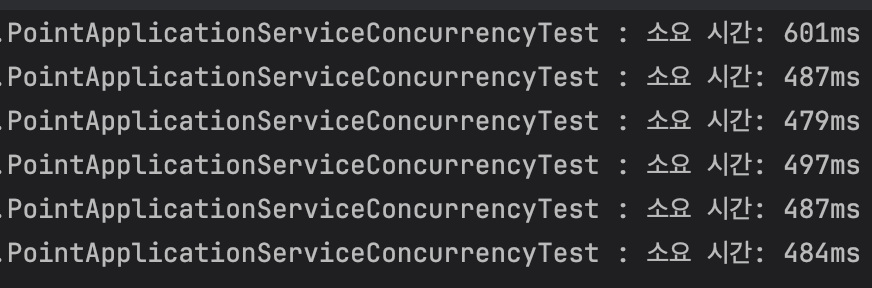 .PointApplicationServiceConcurrencyTest : 소요 시간: 601ms
.PointApplicationServiceConcurrencyTest : 소요 시간: 487ms
.PointApplicationServiceConcurrencyTest : 소요 시간: 479ms
.PointApplicationServiceConcurrencyTest : 소요 시간: 497ms
.PointApplicationServiceConcurrencyTest : 소요 시간: 487ms
.PointApplicationServiceConcurrencyTest : 소요 시간: 484ms